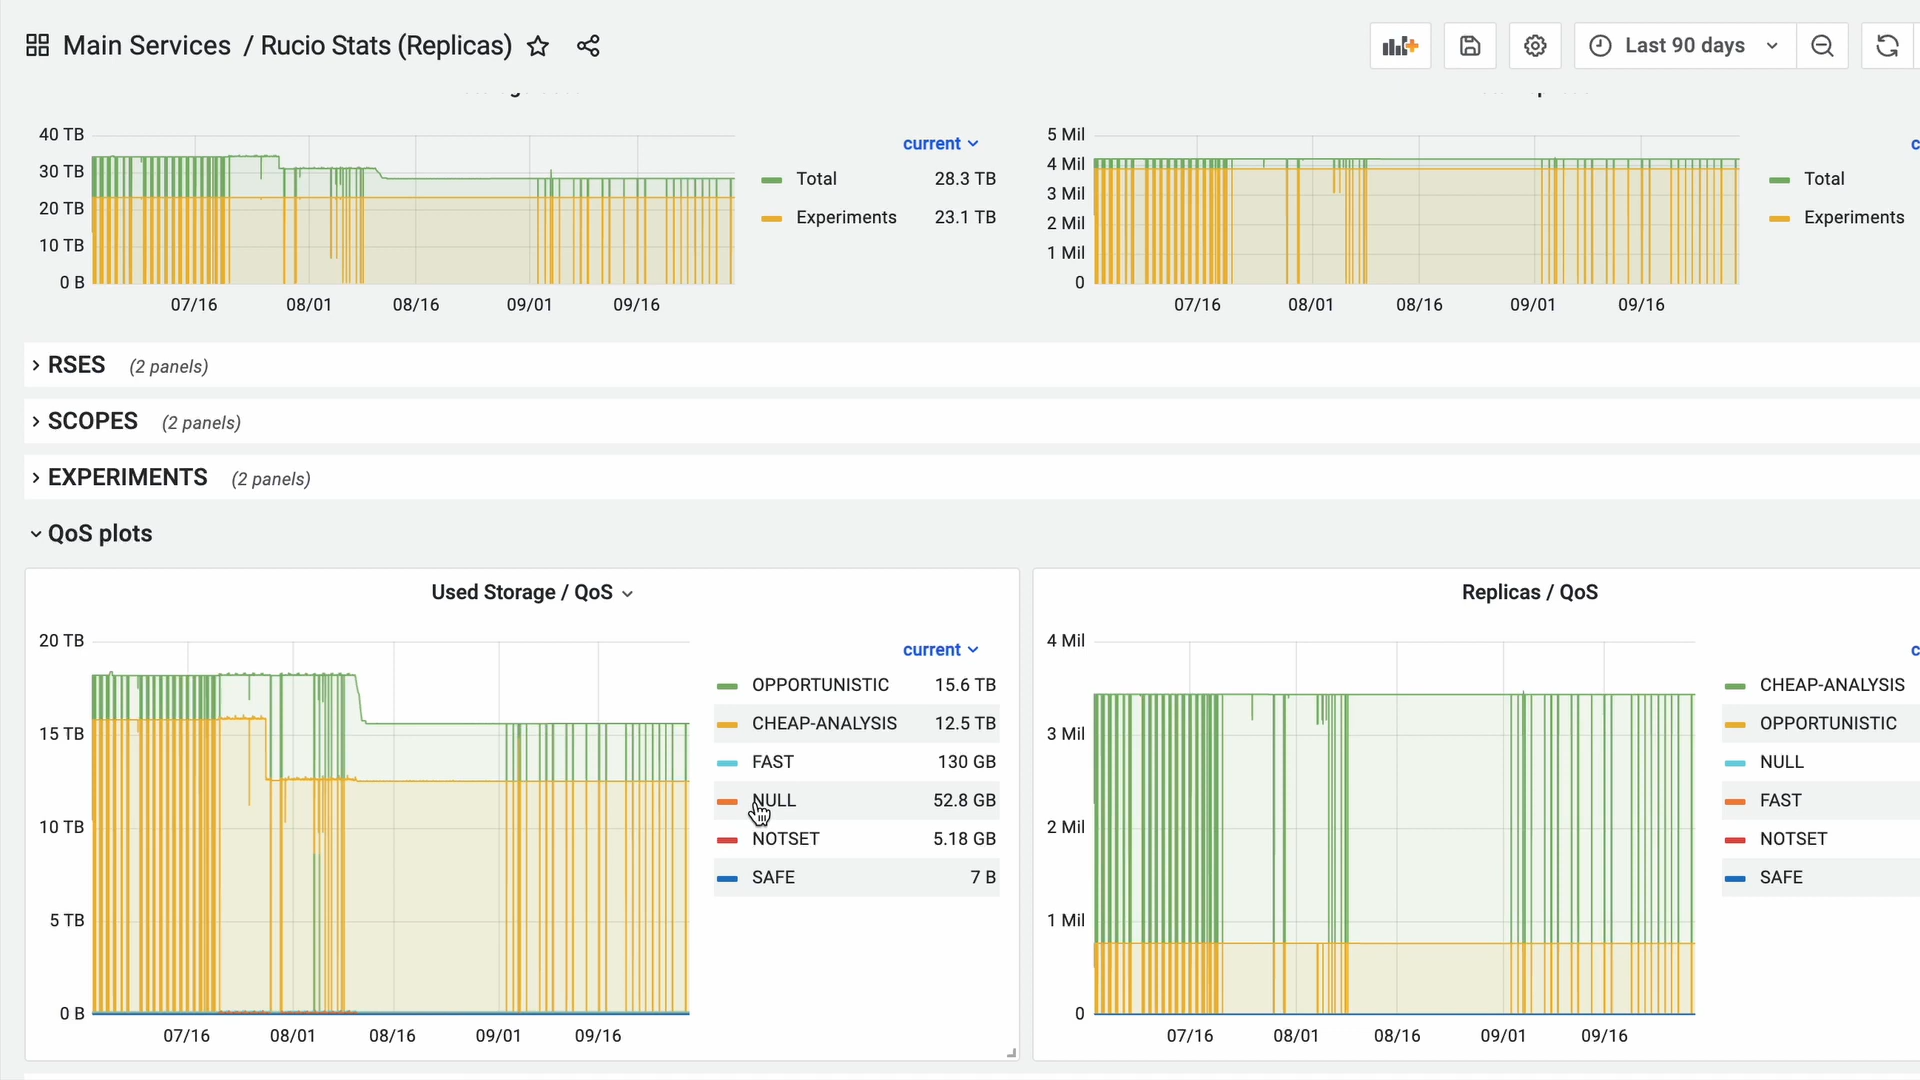 Main Services / Rucio Stats (Replicas)
Last 90 days
40 TB
30 TB
20 TB
10 TB
0 B
07/16
08/01
08/16
09/01
09/16
current
Total 28.3 TB
Experiments 23.1 TB
5 Mil
4 Mil
3 Mil
2 Mil
1 Mil
0
07/16
08/01
08/16
09/01
09/16
Total
Experiments
RSES (2 panels)
SCOPES (2 panels)
EXPERIMENTS (2 panels)
QoS plots
Used Storage / QoS
20 TB
15 TB
10 TB
5 TB
0 B
07/16
08/01
08/16
09/01
09/16
current
OPPORTUNISTIC 15.6 TB
CHEAP-ANALYSIS 12.5 TB
FAST 130 GB
NULL 52.8 GB
NOTSET 5.18 GB
SAFE 7 B
Replicas / QoS
4 Mil
3 Mil
2 Mil
1 Mil
0
07/16
08/01
08/16
09/01
09/16
CHEAP-ANALYSIS
OPPORTUNISTIC
NULL
FAST
NOTSET
SAFE